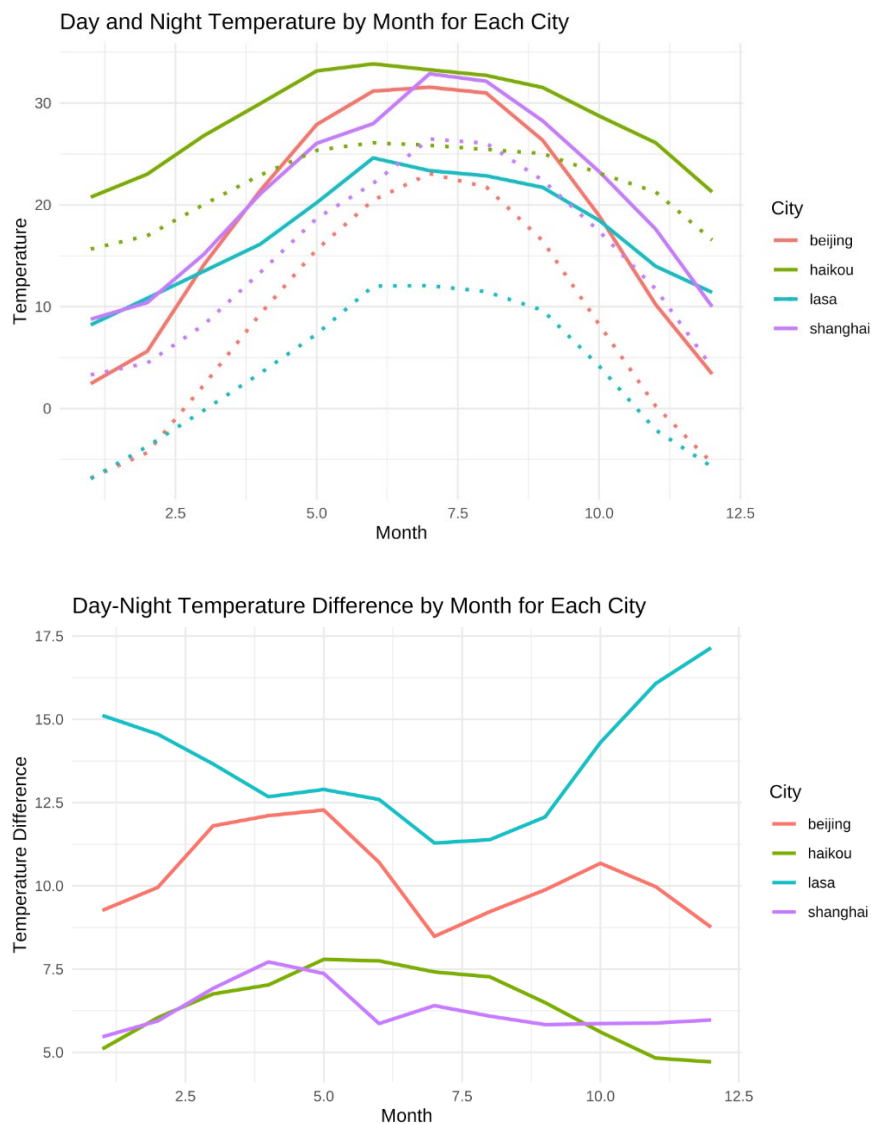 Day and Night Temperature by Month for Each City
Temperature
30
20
10
0
2.5
5.0
7.5
10.0
12.5
Month
City
beijing
haikou
lasa
shanghai
Day-Night Temperature Difference by Month for Each City
Temperature Difference
17.5
15.0
12.5
10.0
7.5
5.0
2.5
5.0
7.5
10.0
12.5
Month
City
beijing
haikou
lasa
shanghai